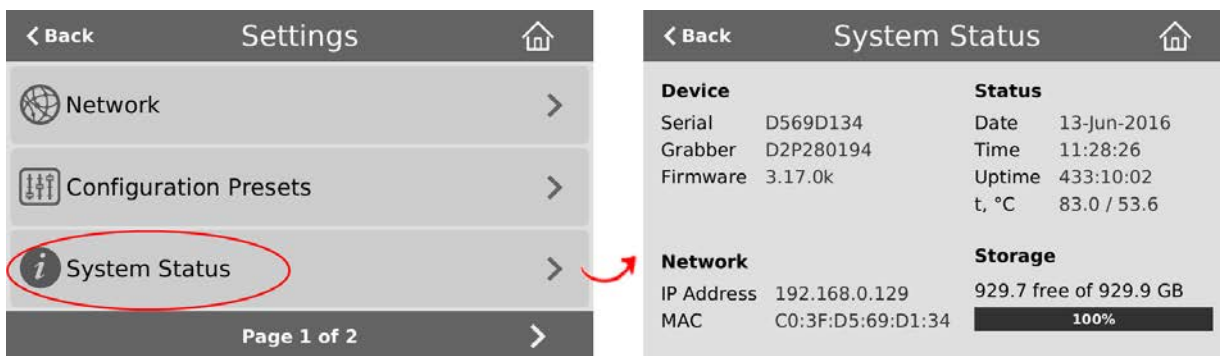 Back Settings
Network
Configuration Presets
i System Status
Page 1 of 2
Back System Status
Device
Serial D569D134
Grabber D2P280194
Firmware 3.17.0k
Status
Date 13-Jun-2016
Time 11:28:26
Uptime 433:10:02
t, °C 83.0 / 53.6
Network
IP Address 192.168.0.129
MAC C0:3F:D5:69:D1:34
Storage
929.7 free of 929.9 GB
100%